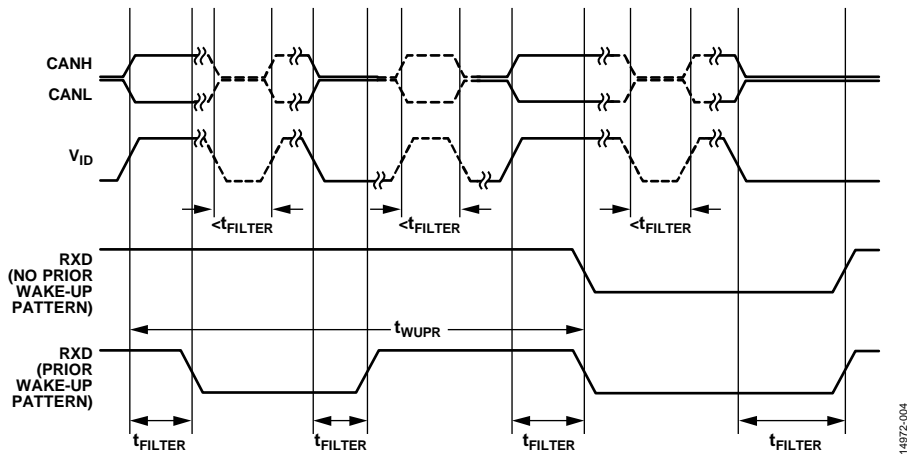 CANH
CANL
VID
<tFILTER
<tFILTER
<tFILTER
RXD
(NO PRIOR
WAKE-UP
PATTERN)
tWUPR
RXD
(PRIOR
WAKE-UP
PATTERN)
tFILTER
tFILTER
tFILTER
tFILTER
14972-004